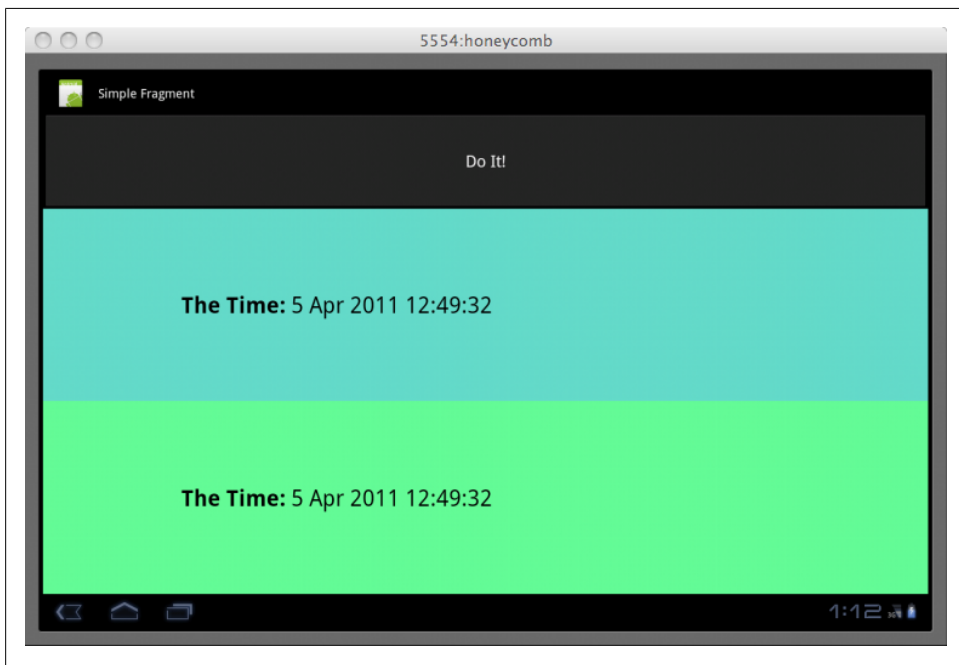 5554:honeycomb
Simple Fragment
Do It!
The Time: 5 Apr 2011 12:49:32
The Time: 5 Apr 2011 12:49:32
1:12